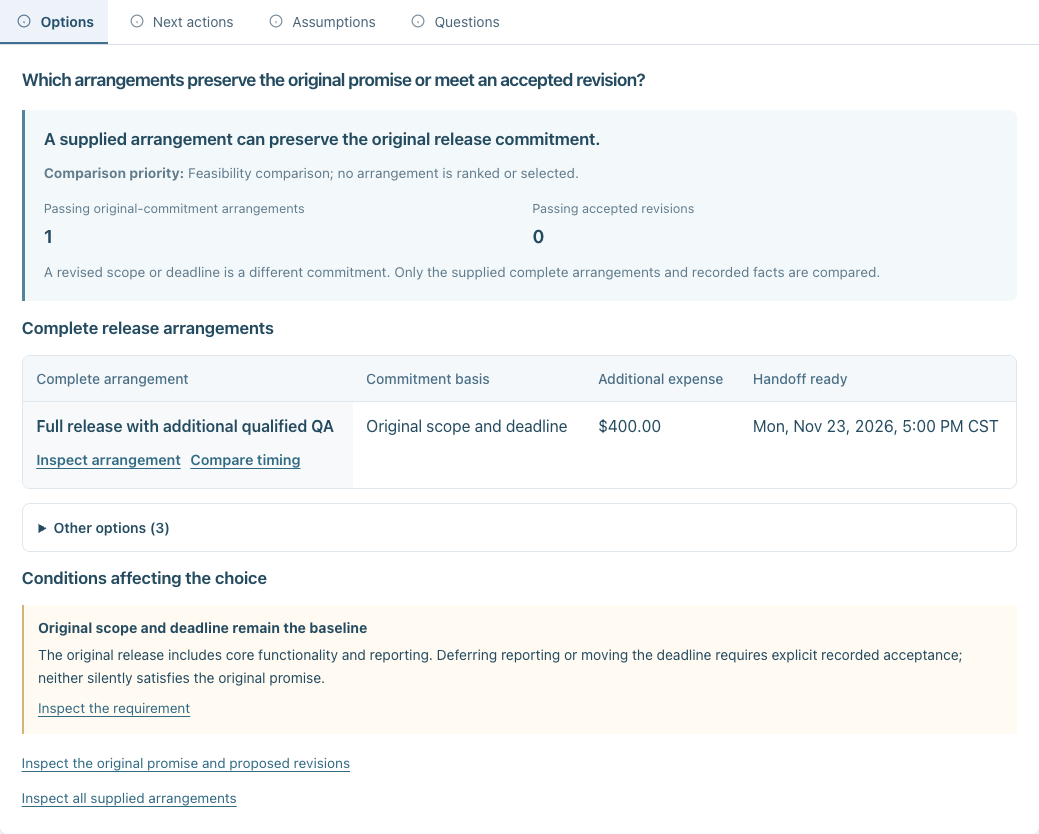 Options
Next actions
Assumptions
Questions
Which arrangements preserve the original promise or meet an accepted revision?
A supplied arrangement can preserve the original release commitment.
Comparison priority: Feasibility comparison; no arrangement is ranked or selected.
Passing original-commitment arrangements
1
Passing accepted revisions
0
A revised scope or deadline is a different commitment. Only the supplied complete arrangements and recorded facts are compared.
Complete release arrangements
Complete arrangement Commitment basis Additional expense Handoff ready
Full release with additional qualified QA Original scope and deadline $400.00 Mon, Nov 23, 2026, 5:00 PM CST
Inspect arrangement Compare timing
Other options (3)
Conditions affecting the choice
Original scope and deadline remain the baseline
The original release includes core functionality and reporting. Deferring reporting or moving the deadline requires explicit recorded acceptance;
neither silently satisfies the original promise.
Inspect the requirement
Inspect the original promise and proposed revisions
Inspect all supplied arrangements